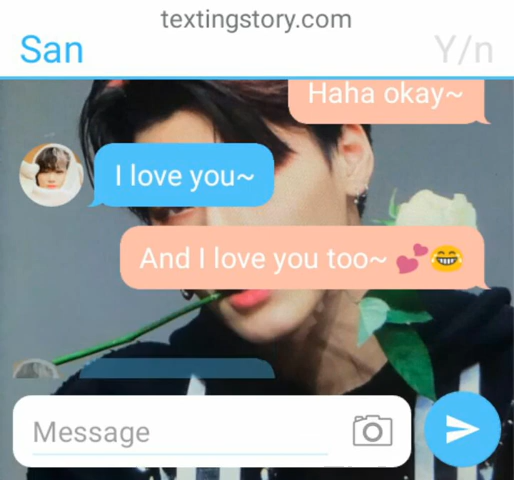 textingstory.com
San
Y/n
Haha okay~
I love you~
And I love you too~ 💕😂
Message